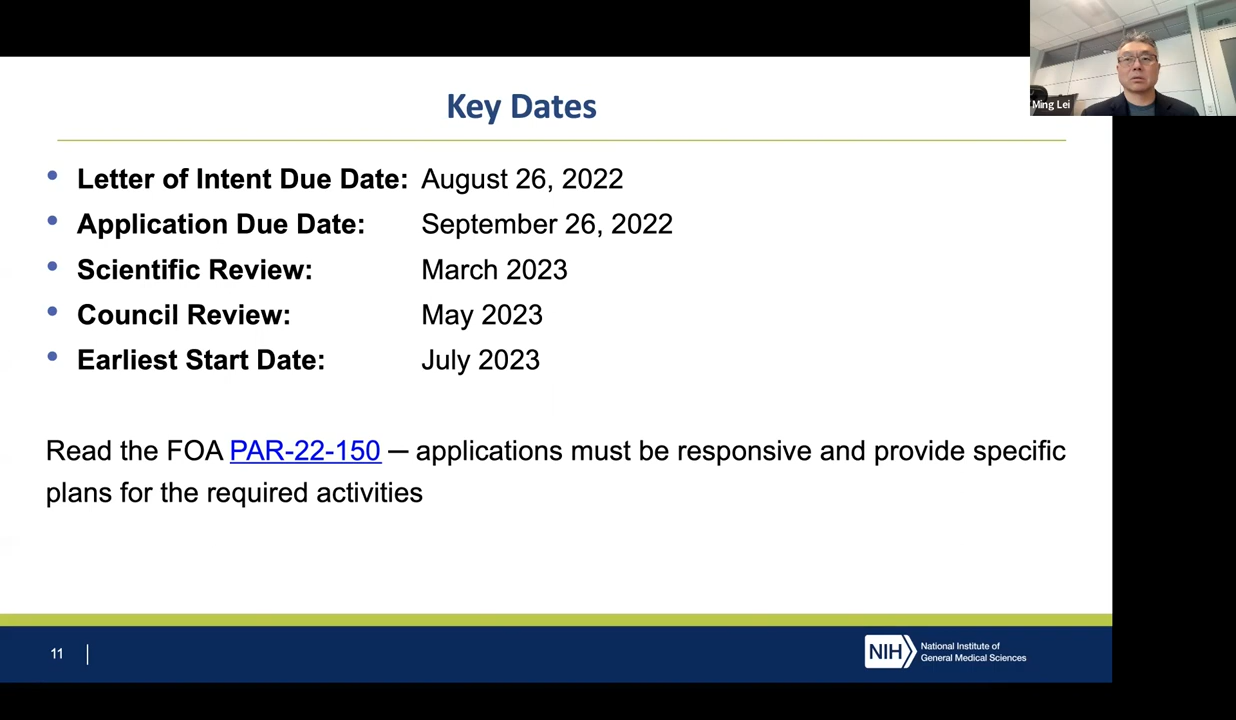 Ming Lei
Key Dates
• Letter of Intent Due Date: August 26, 2022
• Application Due Date: September 26, 2022
• Scientific Review: March 2023
• Council Review: May 2023
• Earliest Start Date: July 2023
Read the FOA PAR-22-150 — applications must be responsive and provide specific
plans for the required activities
11
NIH
National Institute of
General Medical Sciences